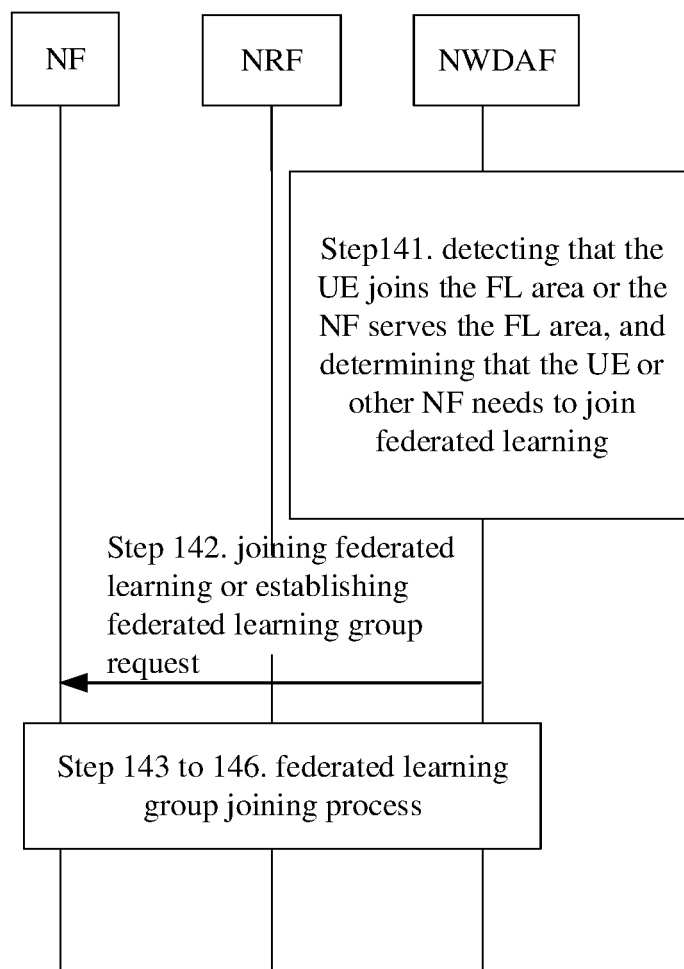 NF
NRF
NWDAF
Step141. detecting that the
UE joins the FL area or the
NF serves the FL area, and
determining that the UE or
other NF needs to join
federated learning
Step 142. joining federated
learning or establishing
federated learning group
request
Step 143 to 146. federated learning
group joining process